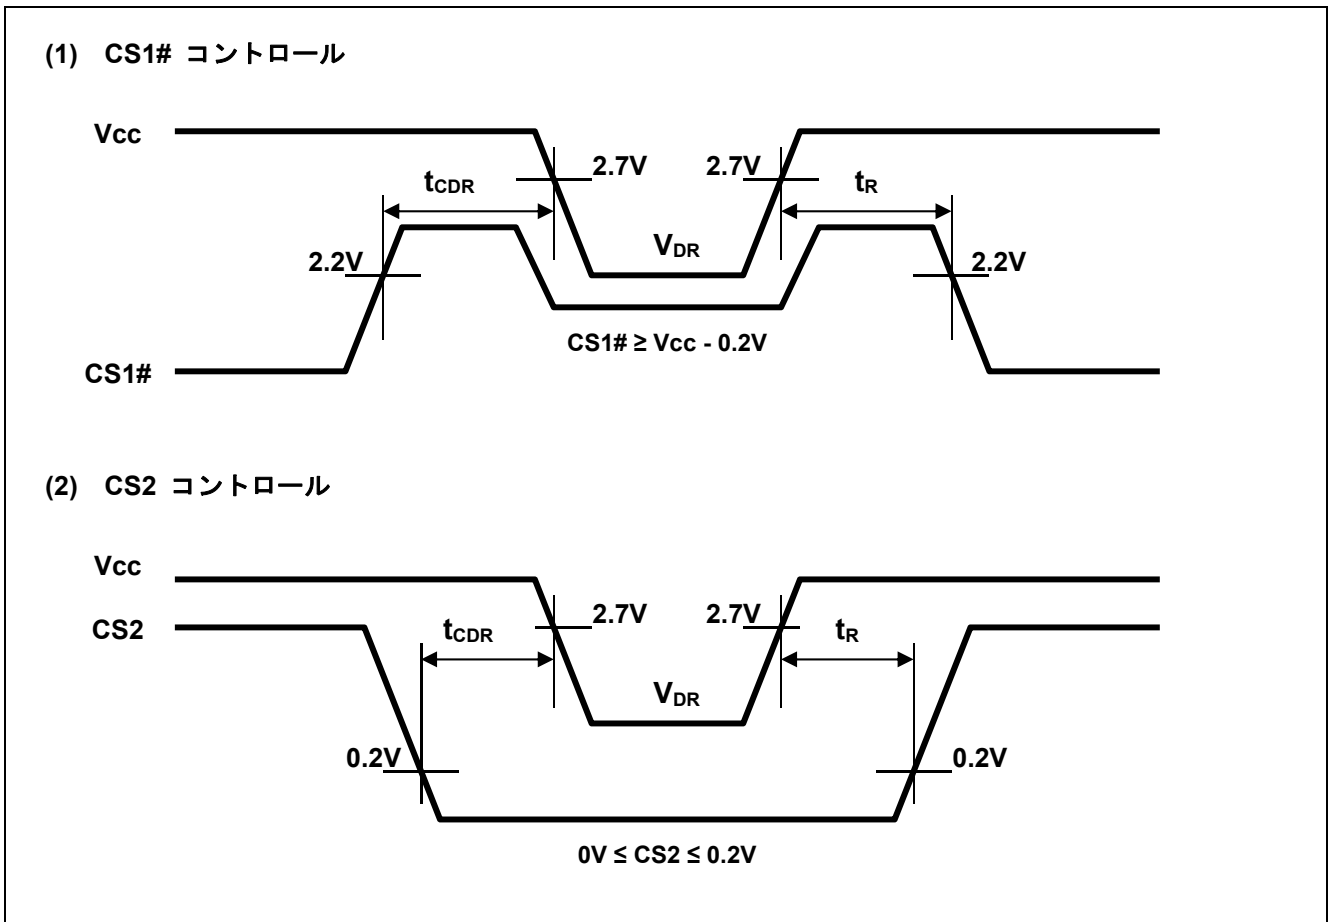 (1) CS1# コントロール
Vcc
2.7V 2.7V
tCDR tR
VDR
2.2V 2.2V
CS1# ≥ Vcc - 0.2V
CS1#
(2) CS2 コントロール
Vcc
2.7V 2.7V
CS2
tCDR tR
VDR
0.2V 0.2V
0V ≤ CS2 ≤ 0.2V